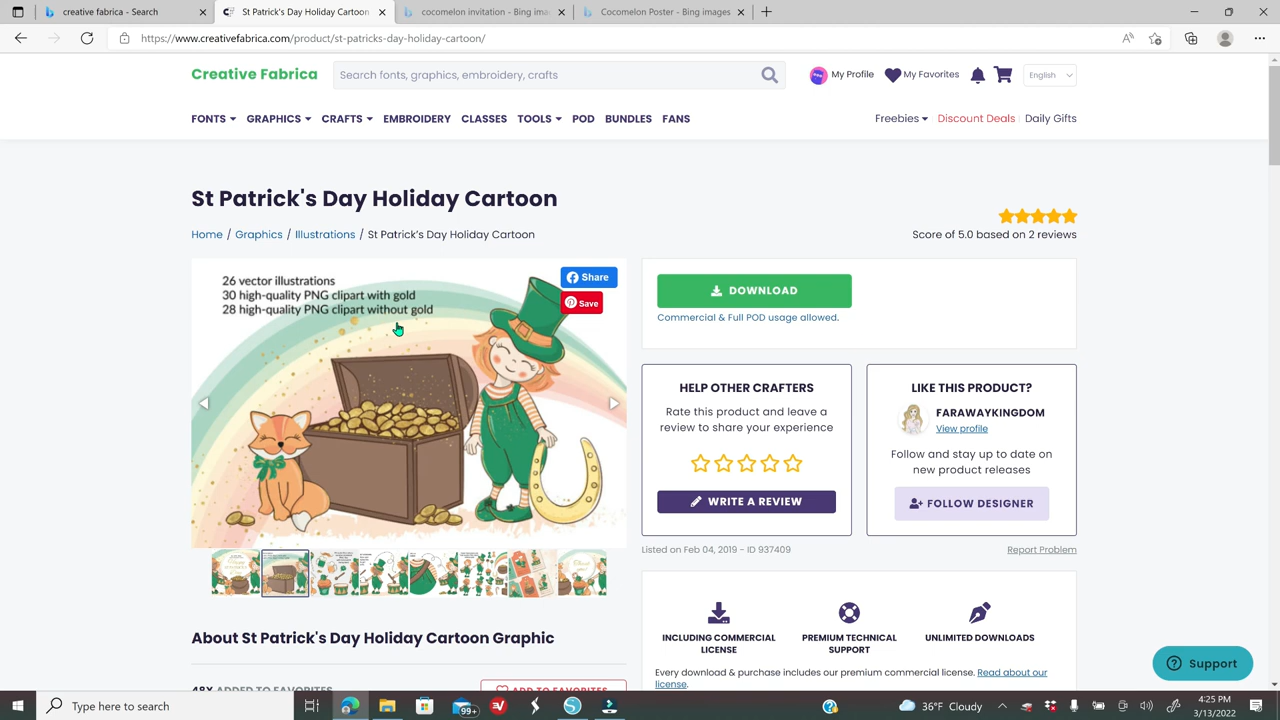 creative Fabrica - Search
St Patrick's Day Holiday Cartoon
cocomelon invitation - Bing ima
Cocomelon Poster - Bing images
https://www.creativefabrica.com/product/st-patricks-day-holiday-cartoon/
Creative Fabrica
Search fonts, graphics, embroidery, crafts
My Profile
My Favorites
English
FONTS
GRAPHICS
CRAFTS
EMBROIDERY
CLASSES
TOOLS
POD
BUNDLES
FANS
Freebies
Discount Deals
Daily Gifts
St Patrick's Day Holiday Cartoon
Home / Graphics / Illustrations / St Patrick's Day Holiday Cartoon
Score of 5.0 based on 2 reviews
26 vector illustrations
30 high-quality PNG clipart with gold
28 high-quality PNG clipart without gold
Share
Save
DOWNLOAD
Commercial & Full POD usage allowed.
HELP OTHER CRAFTERS
Rate this product and leave a
review to share your experience
WRITE A REVIEW
LIKE THIS PRODUCT?
FARAWAYKINGDOM
View profile
Follow and stay up to date on
new product releases
FOLLOW DESIGNER
Listed on Feb 04, 2019 - ID 937409
Report Problem
About St Patrick's Day Holiday Cartoon Graphic
INCLUDING COMMERCIAL
LICENSE
PREMIUM TECHNICAL
SUPPORT
UNLIMITED DOWNLOADS
Every download & purchase includes our premium commercial license. Read about our
license.
48X ADDED TO FAVORITES
ADD TO FAVORITES
Support
Type here to search
99+
36°F Cloudy
4:25 PM
3/13/2022